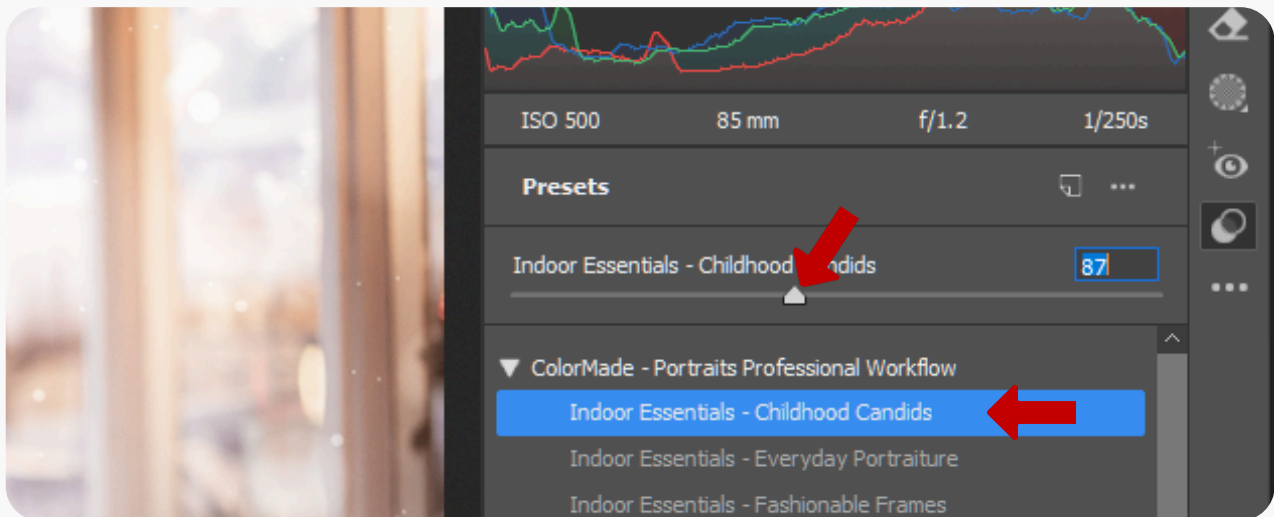 ISO 500 85 mm f/1.2 1/250s
Presets
Indoor Essentials - Childhood ndids 87
ColorMade - Portraits Professional Workflow
Indoor Essentials - Childhood Candids
Indoor Essentials - Everyday Portraiture
Indoor Essentials - Fashionable Frames